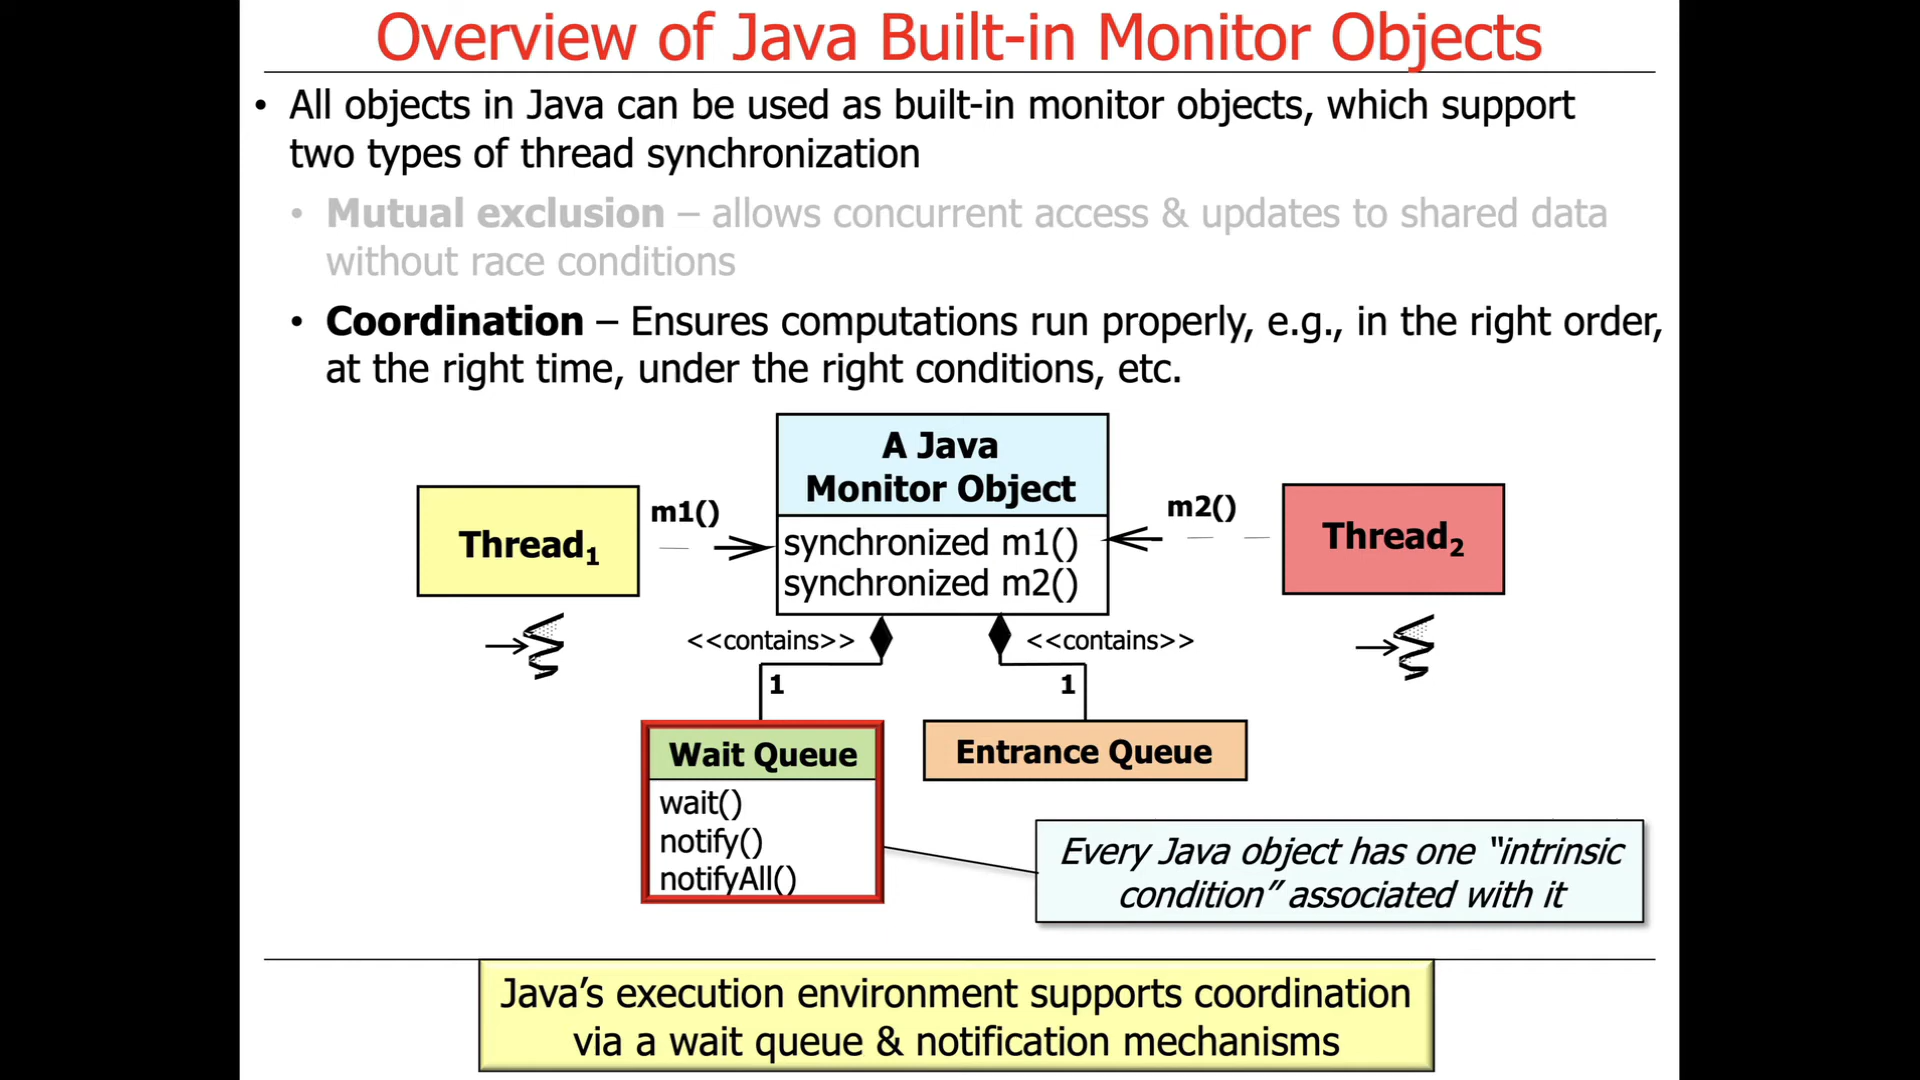 Overview of Java Built-in Monitor Objects
• All objects in Java can be used as built-in monitor objects, which support
two types of thread synchronization
• Mutual exclusion – allows concurrent access & updates to shared data
without race conditions
• Coordination – Ensures computations run properly, e.g., in the right order,
at the right time, under the right conditions, etc.
A Java
Monitor Object
synchronized m1()
synchronized m2()
Thread1
m1()
m2()
Thread2
<<contains>>
<<contains>>
1
1
Wait Queue
wait()
notify()
notifyAll()
Entrance Queue
Every Java object has one “intrinsic
condition” associated with it
Java’s execution environment supports coordination
via a wait queue & notification mechanisms